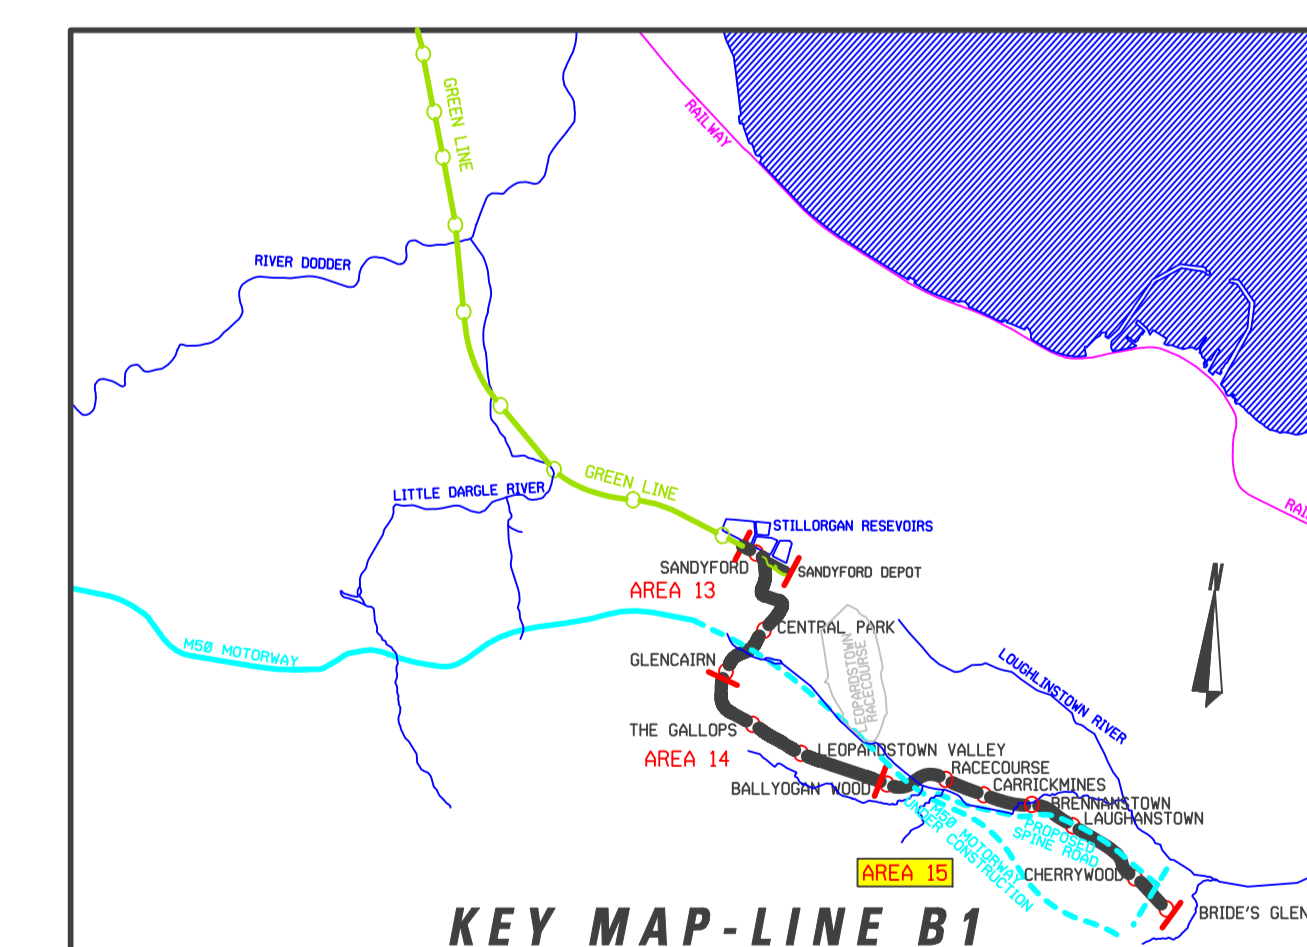 GREEN LINE
RAILWAY
RIVER DODDER
GREEN LINE
LITTLE DARGLE RIVER
STILLORGAN RESEVOIRS
SANDYFORD
SANDYFORD DEPOT
AREA 13
N
CENTRAL PARK
M50 MOTORWAY
GLENCAIRN
LEOPARDSTOWN
RACECOURSE
LOUGHLINSTOWN RIVER
THE GALLOPS
AREA 14
LEOPARDSTOWN VALLEY
RACECOURSE
BALLYOGAN WOOD
CARRICKMINES
BRENNANSTOWN
LAUGHANSTOWN
M50 MOTORWAY
UNDER CONSTRUCTION
PROPOSED
SPINE ROAD
AREA 15
CHERRYWOOD
BRIDE'S GLEN
KEY MAP-LINE B1